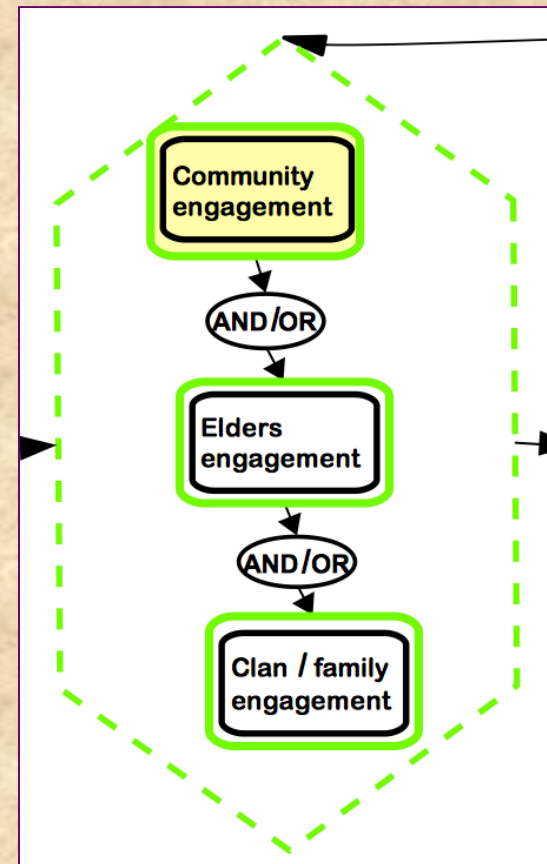 Community
engagement
AND/OR
Elders
engagement
AND/OR
Clan / family
engagement